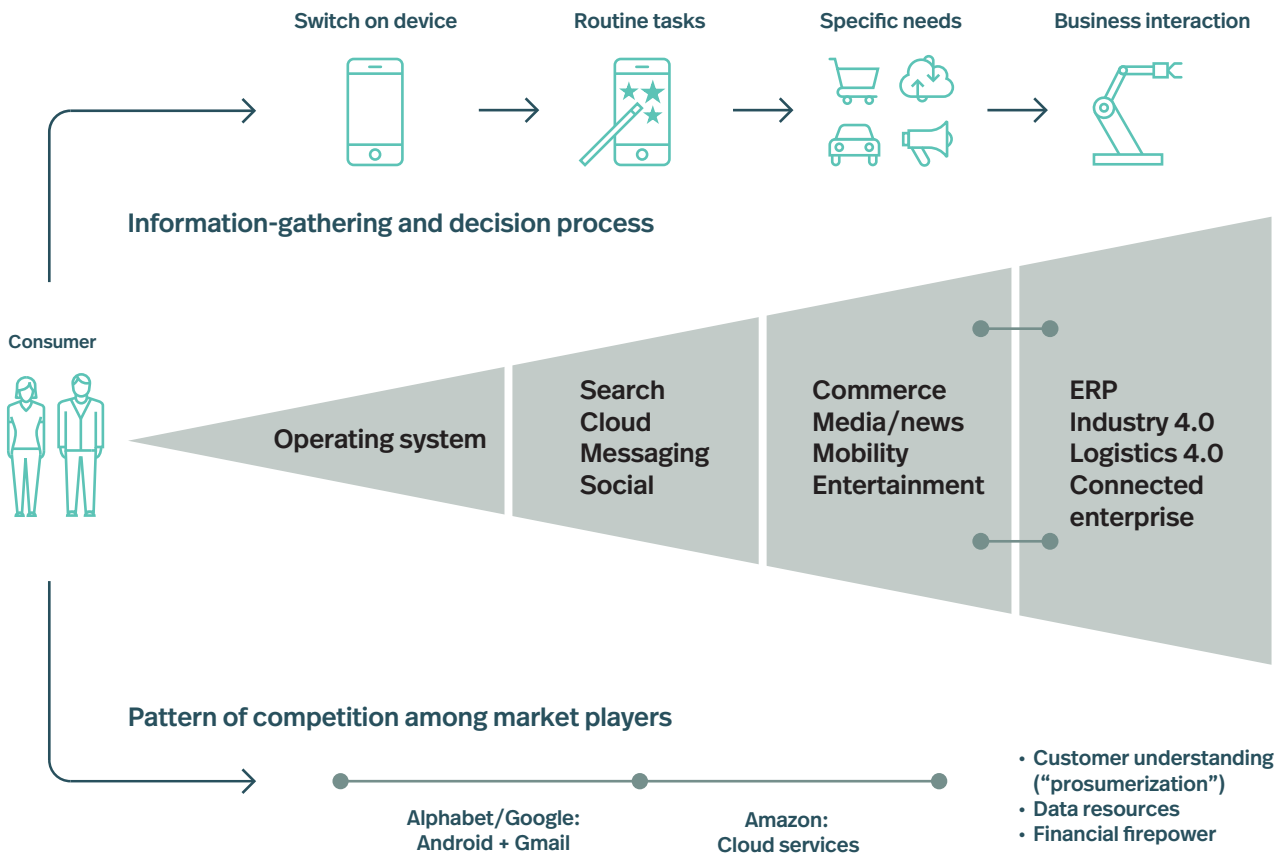 Switch on device
Routine tasks
Specific needs
Business interaction
Information-gathering and decision process
Consumer
Operating system
Search
Cloud
Messaging
Social
Commerce
Media/news
Mobility
Entertainment
ERP
Industry 4.0
Logistics 4.0
Connected
enterprise
Pattern of competition among market players
Alphabet/Google:
Android + Gmail
Amazon:
Cloud services
• Customer understanding
(“prosumerization”)
• Data resources
• Financial firepower